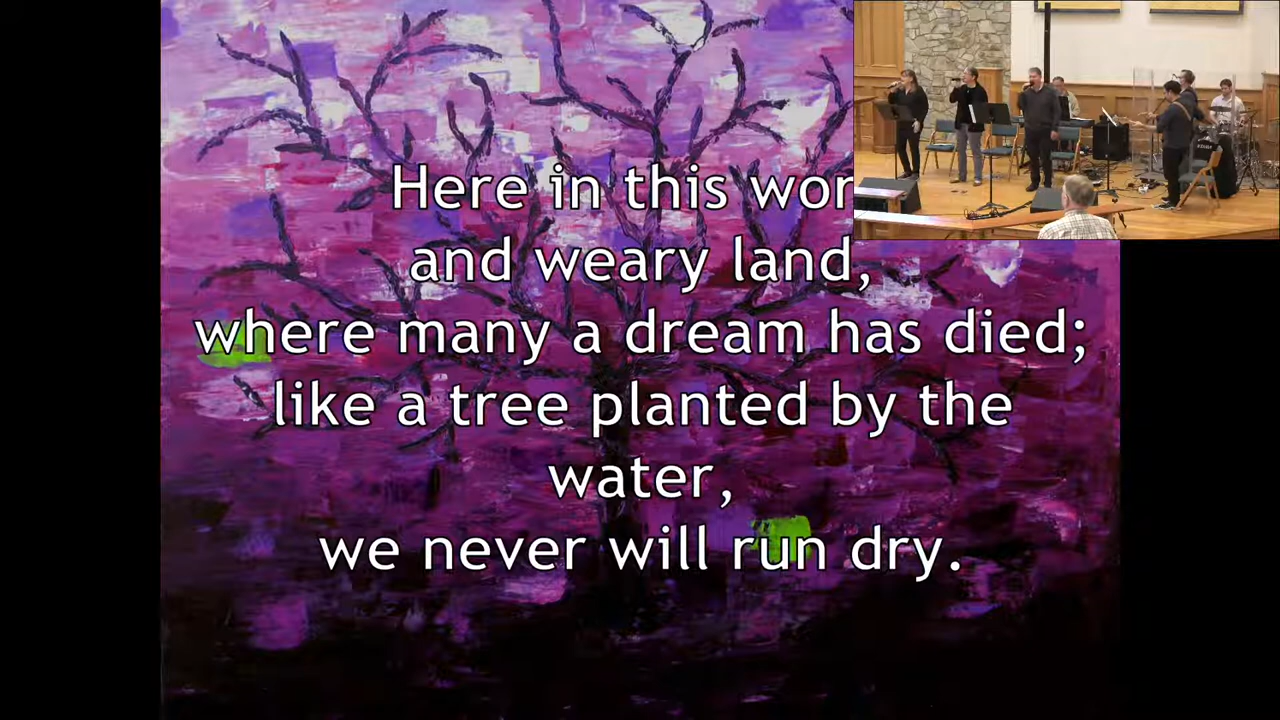 Here in this wor
and weary land,
where many a dream has died;
like a tree planted by the
water,
we never will run dry.